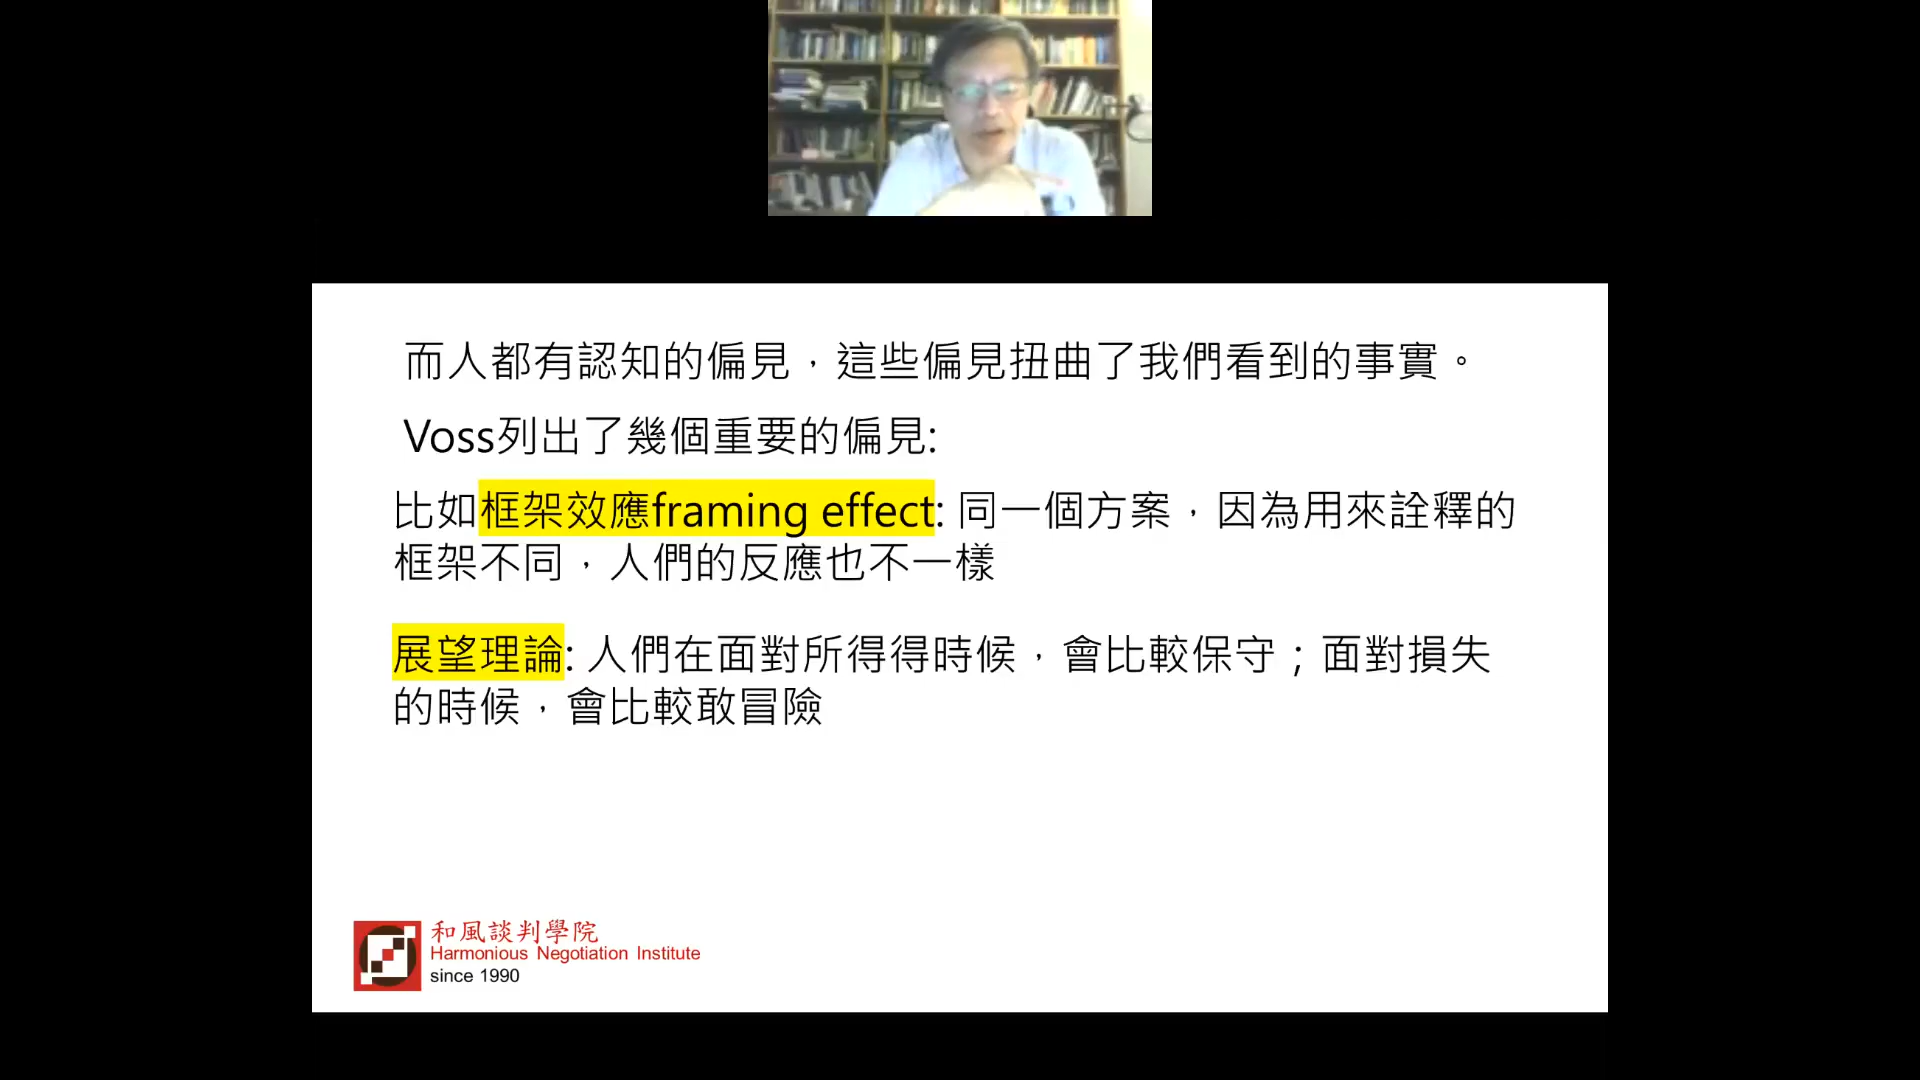 而人都有認知的偏見，這些偏見扭曲了我們看到的事實。
Voss列出了幾個重要的偏見:
比如框架效應framing effect: 同一個方案，因為用來詮釋的
框架不同，人們的反應也不一樣
展望理論: 人們在面對所得得時候，會比較保守；面對損失
的時候，會比較敢冒險
和風談判學院
Harmonious Negotiation Institute
since 1990